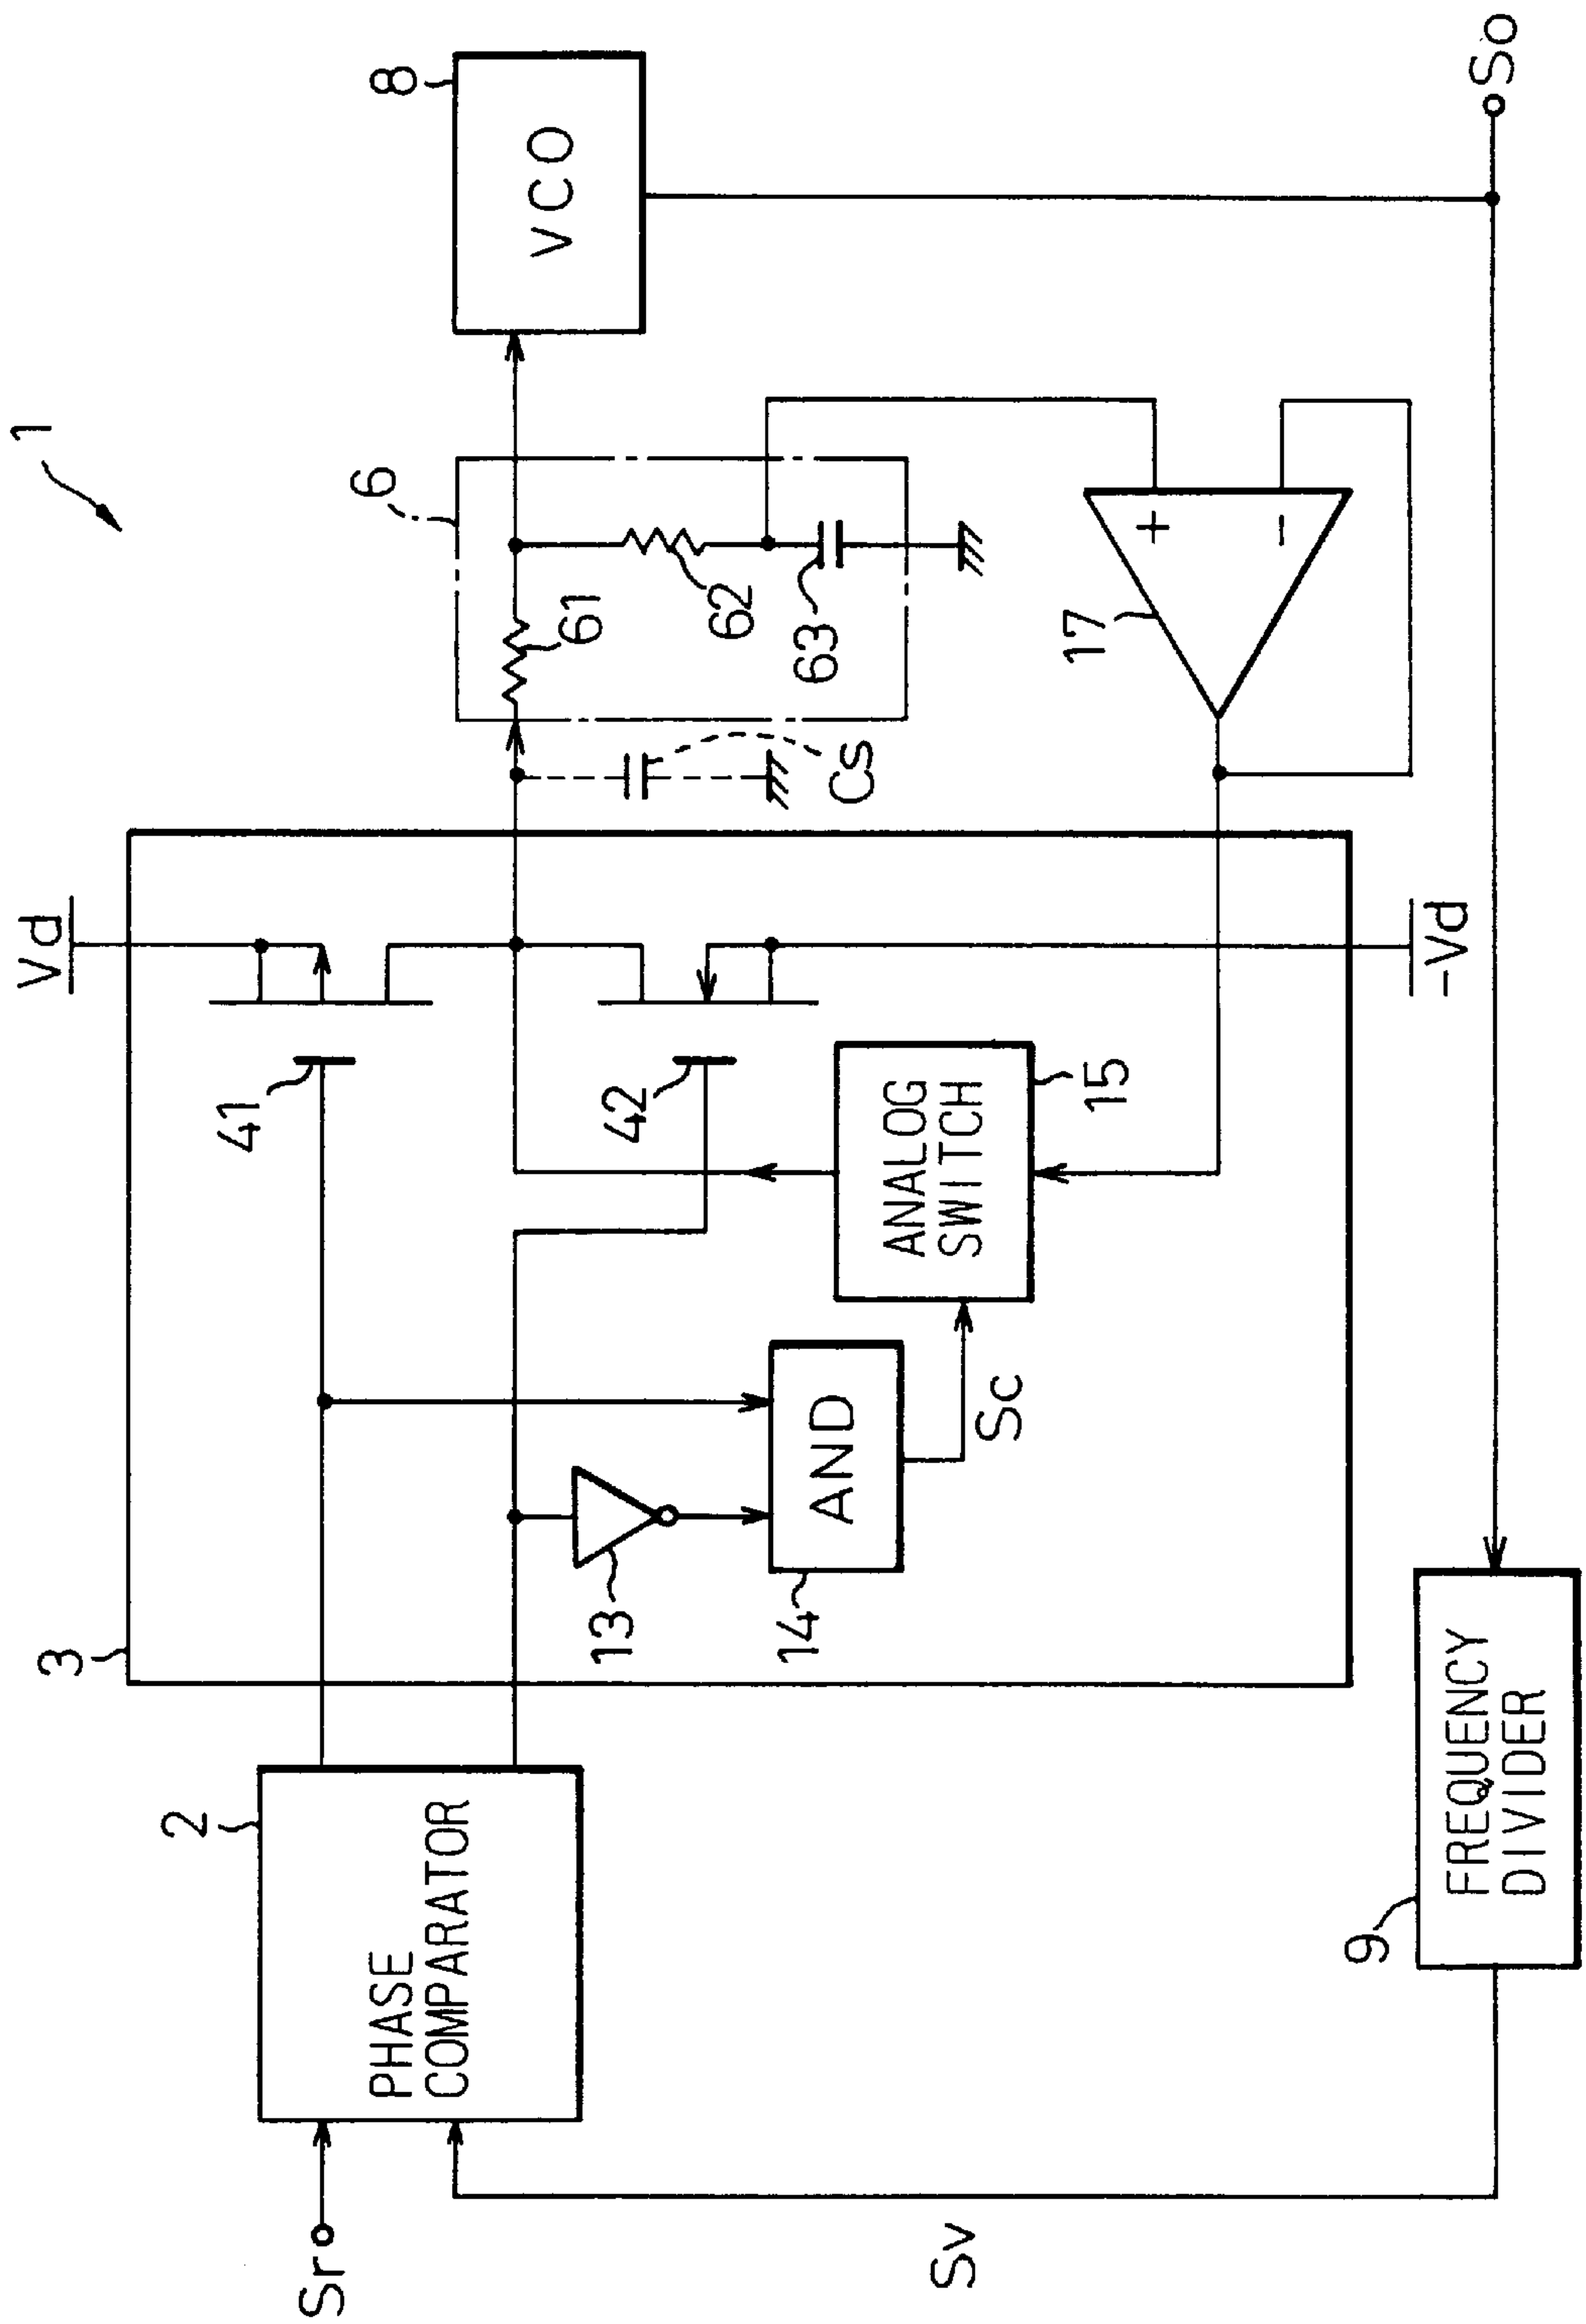 1
Vd
3
6
8
VCO
61
62
63
Cs
41
42
2
PHASE
COMPARATOR
Sr
13
14
AND
Sc
ANALOG
SWITCH
15
17
+
-
-Vd
So
Sv
9
FREQUENCY
DIVIDER